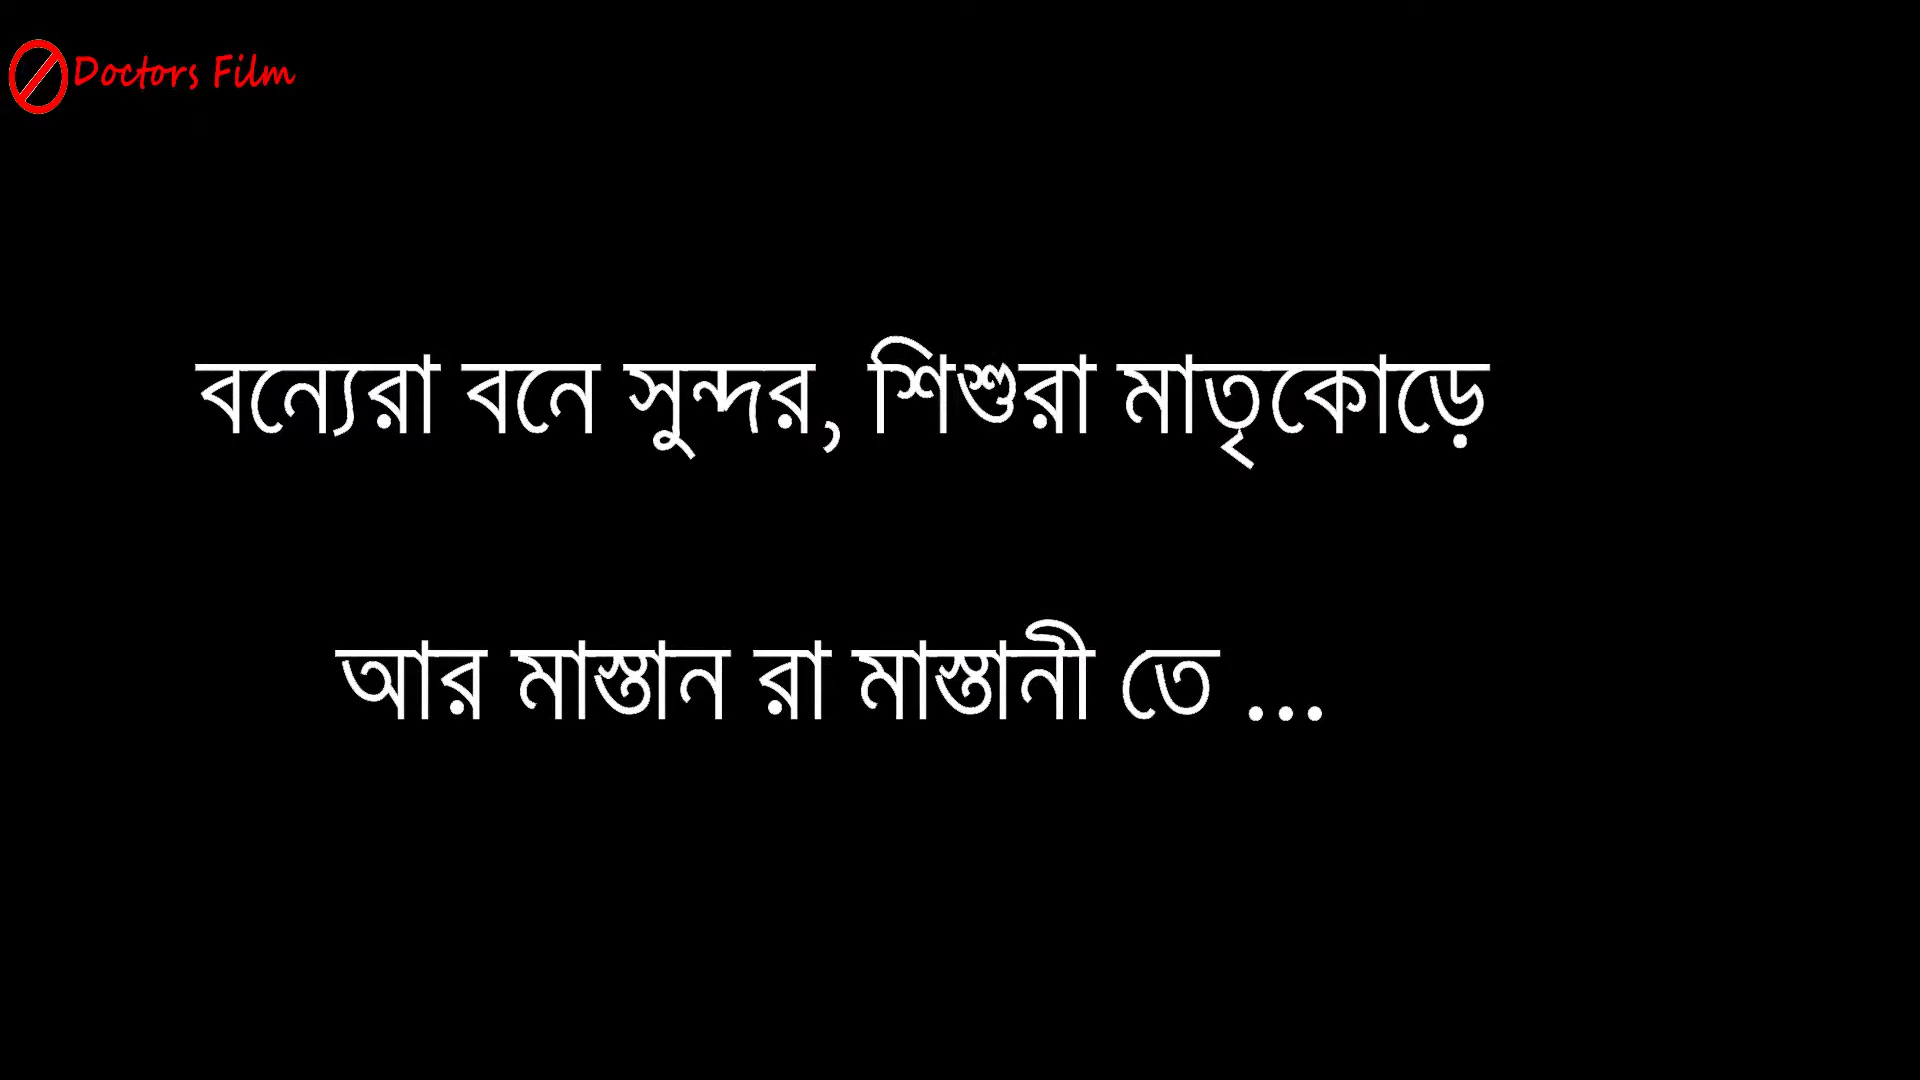 Doctors Film
বন্যেরা বনে সুন্দর, শিশুরা মাতৃকোড়ে
আর মাস্তান রা মাস্তানী তে ...